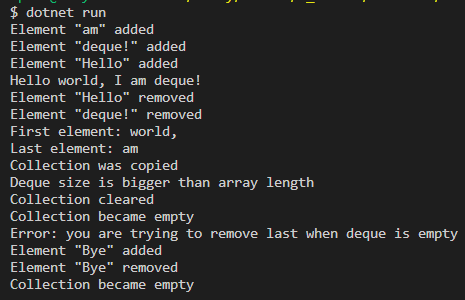 $ dotnet run
Element "am" added
Element "deque!" added
Element "Hello" added
Hello world, I am deque!
Element "Hello" removed
Element "deque!" removed
First element: world,
Last element: am
Collection was copied
Deque size is bigger than array length
Collection cleared
Collection became empty
Error: you are trying to remove last when deque is empty
Element "Bye" added
Element "Bye" removed
Collection became empty